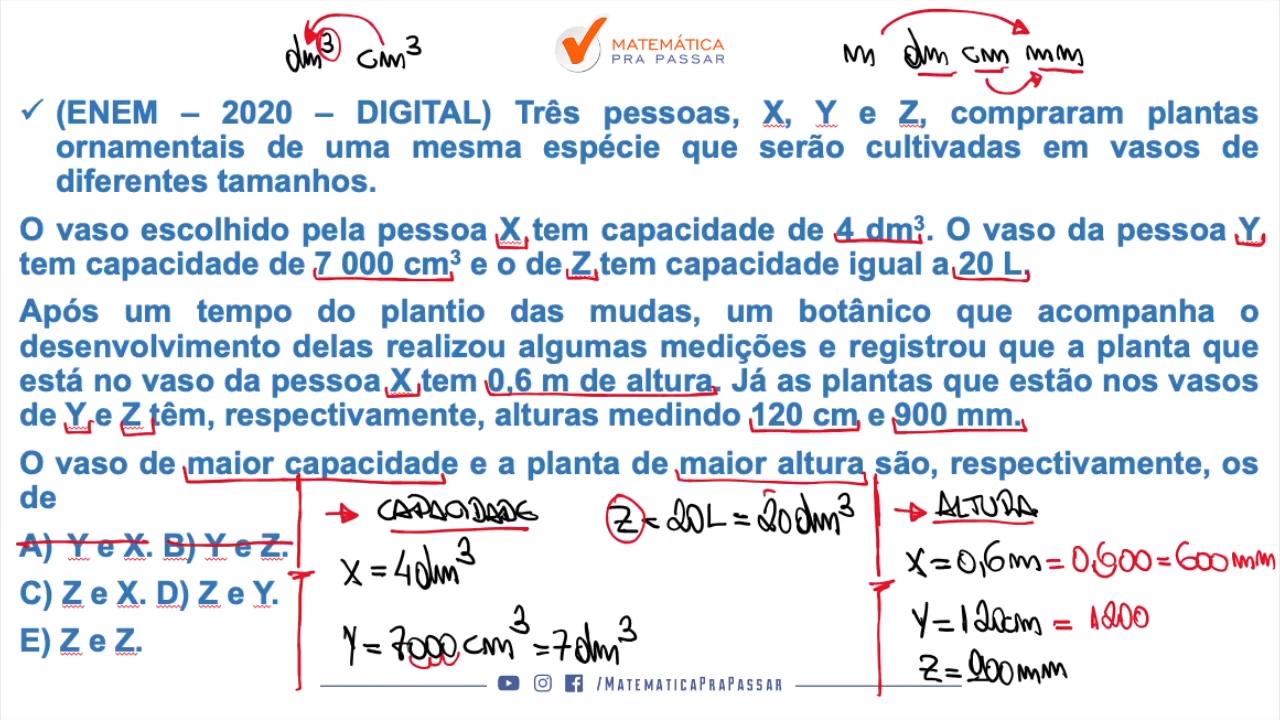 dm³ cm³
MATEMÁTICA
PRA PASSAR
m dm cm mm
✓ (ENEM – 2020 – DIGITAL) Três pessoas, X, Y e Z, compraram plantas
ornamentais de uma mesma espécie que serão cultivadas em vasos de
diferentes tamanhos.
O vaso escolhido pela pessoa X tem capacidade de 4 dm³. O vaso da pessoa Y
tem capacidade de 7 000 cm³ e o de Z tem capacidade igual a 20 L.
Após um tempo do plantio das mudas, um botânico que acompanha o
desenvolvimento delas realizou algumas medições e registrou que a planta que
está no vaso da pessoa X tem 0,6 m de altura. Já as plantas que estão nos vasos
de Y e Z têm, respectivamente, alturas medindo 120 cm e 900 mm.
O vaso de maior capacidade e a planta de maior altura são, respectivamente, os
de
A) Y e X. B) Y e Z.
C) Z e X. D) Z e Y.
E) Z e Z.
→ CAPACIDADE
X = 4dm³
Y = 7000 cm³ = 7dm³
Z = 20L = 20dm³
→ ALTURA
X = 0,6m = 0,600 = 600mm
Y = 120cm = 1200
Z = 900mm
/MATEMATICAPRAPASSAR